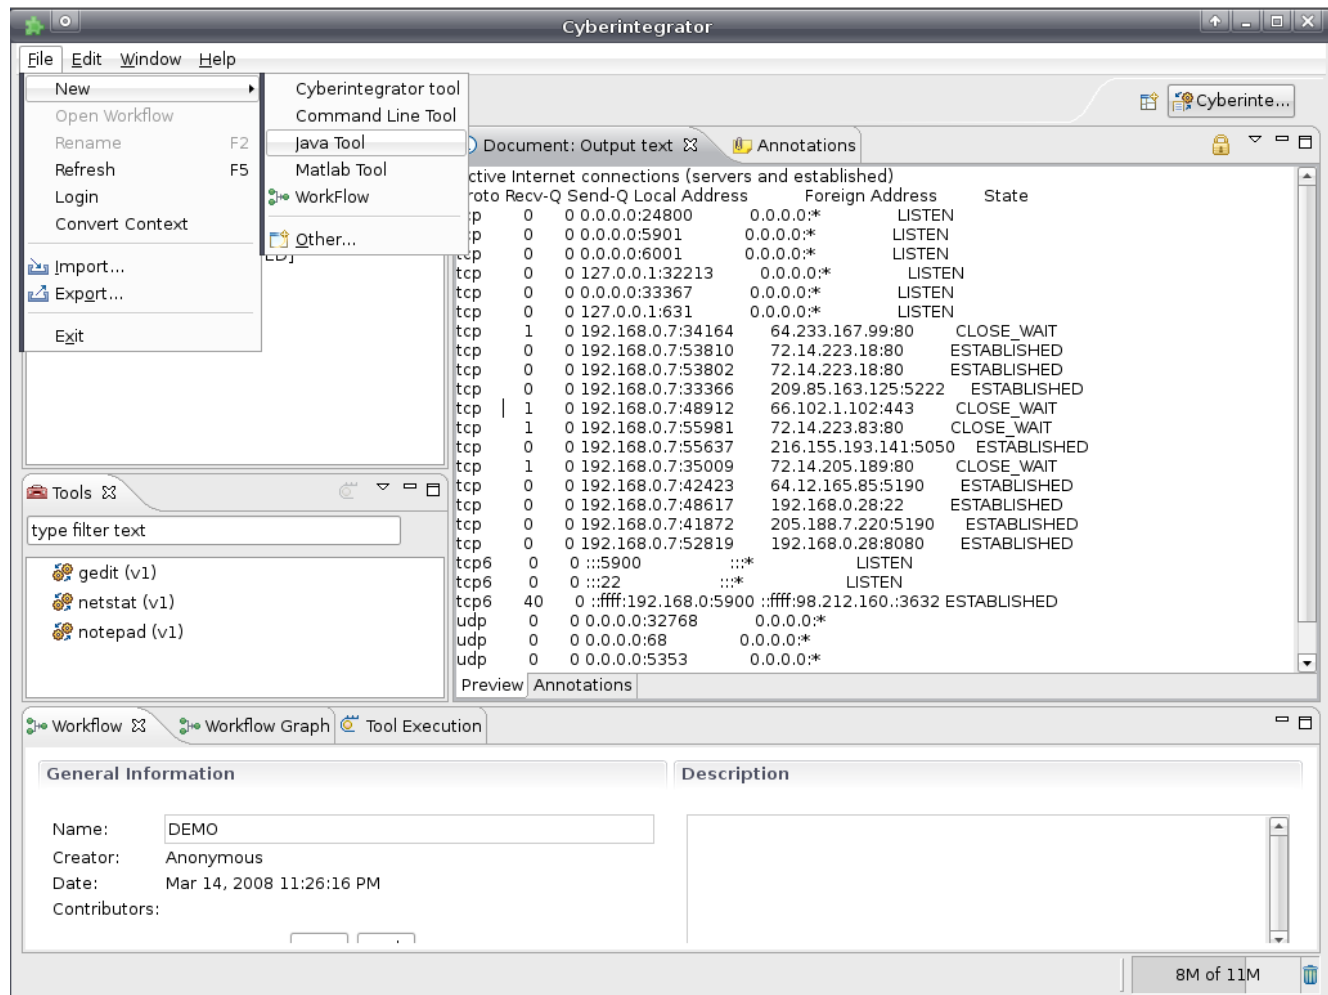 Cyberintegrator
File Edit Window Help
New
Open Workflow
Rename F2
Refresh F5
Login
Convert Context
Import...
Export...
Exit
Cyberintegrator tool
Command Line Tool
Java Tool
Matlab Tool
WorkFlow
Other...
Cyberinte...
Document: Output text Annotations
ctive Internet connections (servers and established)
roto Recv-Q Send-Q Local Address Foreign Address State
cp 0 0 0.0.0.0:24800 0.0.0.0:* LISTEN
cp 0 0 0.0.0.0:5901 0.0.0.0:* LISTEN
tcp 0 0 0.0.0.0:6001 0.0.0.0:* LISTEN
tcp 0 0 127.0.0.1:32213 0.0.0.0:* LISTEN
tcp 0 0 0.0.0.0:33367 0.0.0.0:* LISTEN
tcp 0 0 127.0.0.1:631 0.0.0.0:* LISTEN
tcp 1 0 192.168.0.7:34164 64.233.167.99:80 CLOSE_WAIT
tcp 0 0 192.168.0.7:53810 72.14.223.18:80 ESTABLISHED
tcp 0 0 192.168.0.7:53802 72.14.223.18:80 ESTABLISHED
tcp 0 0 192.168.0.7:33366 209.85.163.125:5222 ESTABLISHED
tcp 1 0 192.168.0.7:48912 66.102.1.102:443 CLOSE_WAIT
tcp 1 0 192.168.0.7:55981 72.14.223.83:80 CLOSE_WAIT
tcp 0 0 192.168.0.7:55637 216.155.193.141:5050 ESTABLISHED
tcp 1 0 192.168.0.7:35009 72.14.205.189:80 CLOSE_WAIT
tcp 0 0 192.168.0.7:42423 64.12.165.85:5190 ESTABLISHED
tcp 0 0 192.168.0.7:48617 192.168.0.28:22 ESTABLISHED
tcp 0 0 192.168.0.7:41872 205.188.7.220:5190 ESTABLISHED
tcp 0 0 192.168.0.7:52819 192.168.0.28:8080 ESTABLISHED
tcp6 0 0 :::5900 :::* LISTEN
tcp6 0 0 :::22 :::* LISTEN
tcp6 40 0 ::ffff:192.168.0:5900 ::ffff:98.212.160.:3632 ESTABLISHED
udp 0 0 0.0.0.0:32768 0.0.0.0:*
udp 0 0 0.0.0.0:68 0.0.0.0:*
udp 0 0 0.0.0.0:5353 0.0.0.0:*
Preview Annotations
Tools
type filter text
gedit (v1)
netstat (v1)
notepad (v1)
Workflow Workflow Graph Tool Execution
General Information
Name: DEMO
Creator: Anonymous
Date: Mar 14, 2008 11:26:16 PM
Contributors:
Description
8M of 11M